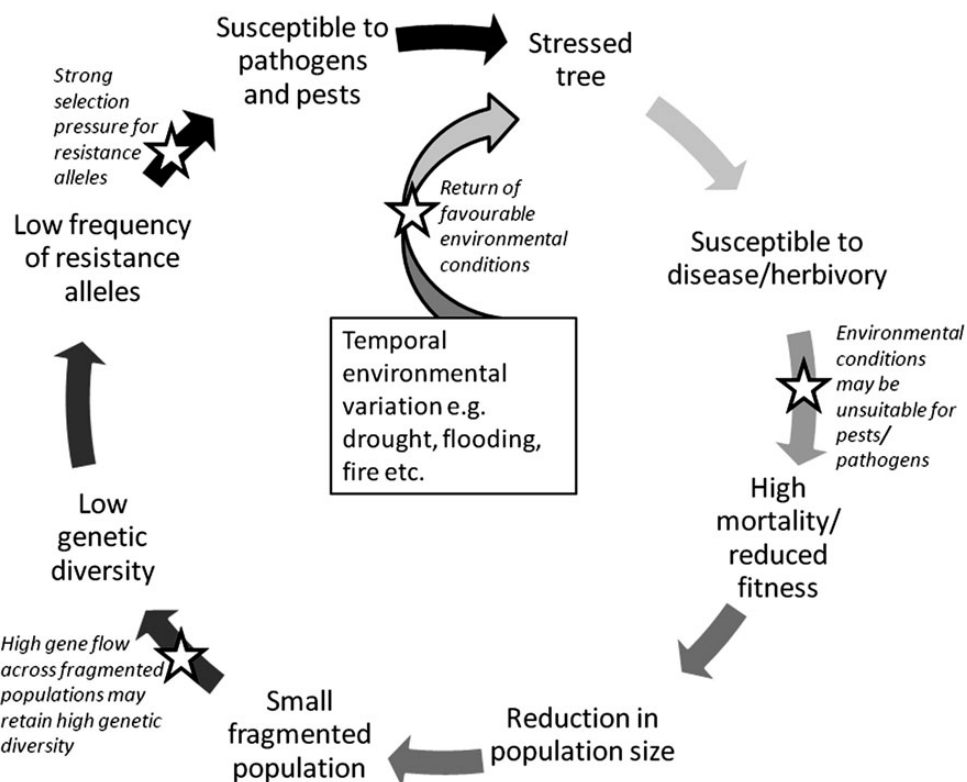 Susceptible to
pathogens
and pests
Stressed
tree
Strong
selection
pressure for
resistance
alleles
Return of
favourable
environmental
conditions
Low frequency
of resistance
alleles
Susceptible to
disease/herbivory
Temporal
environmental
variation e.g.
drought, flooding,
fire etc.
Environmental
conditions
may be
unsuitable for
pests/
pathogens
High
mortality/
reduced
fitness
Low
genetic
diversity
High gene flow
across fragmented
populations may
retain high genetic
diversity
Small
fragmented
population
Reduction in
population size